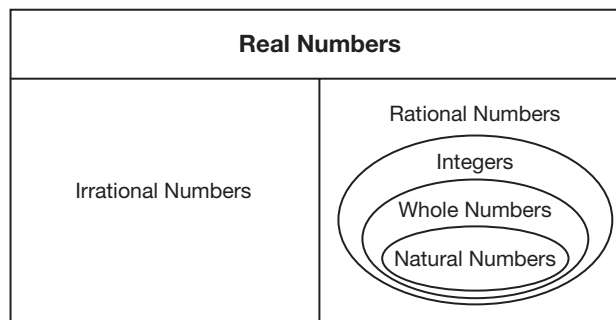 Real Numbers
Irrational Numbers
Rational Numbers
Integers
Whole Numbers
Natural Numbers